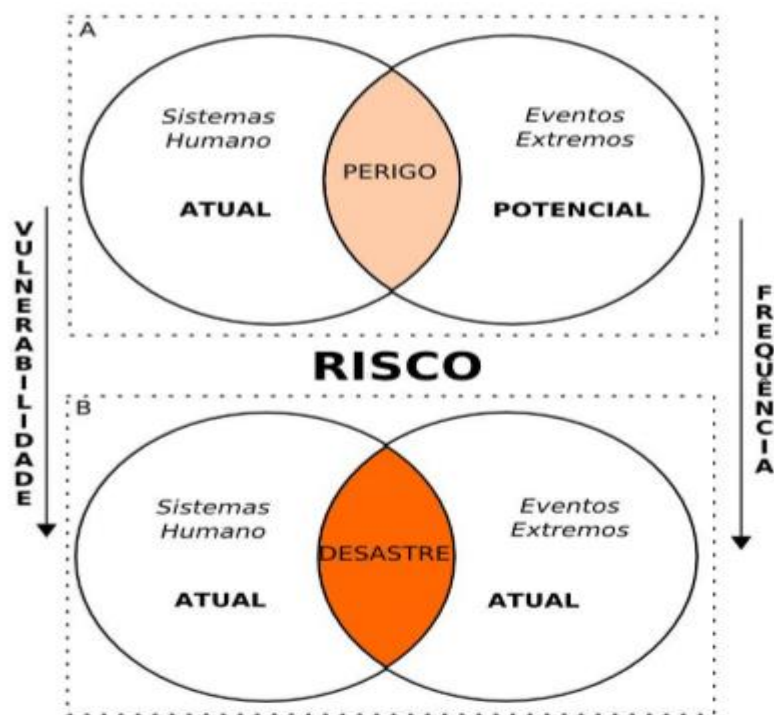 A
Sistemas
Humano
ATUAL
PERIGO
Eventos
Extremos
POTENCIAL
VULNERABILIDADE
RISCO
FREQUÊNCIA
B
Sistemas
Humano
ATUAL
DESASTRE
Eventos
Extremos
ATUAL